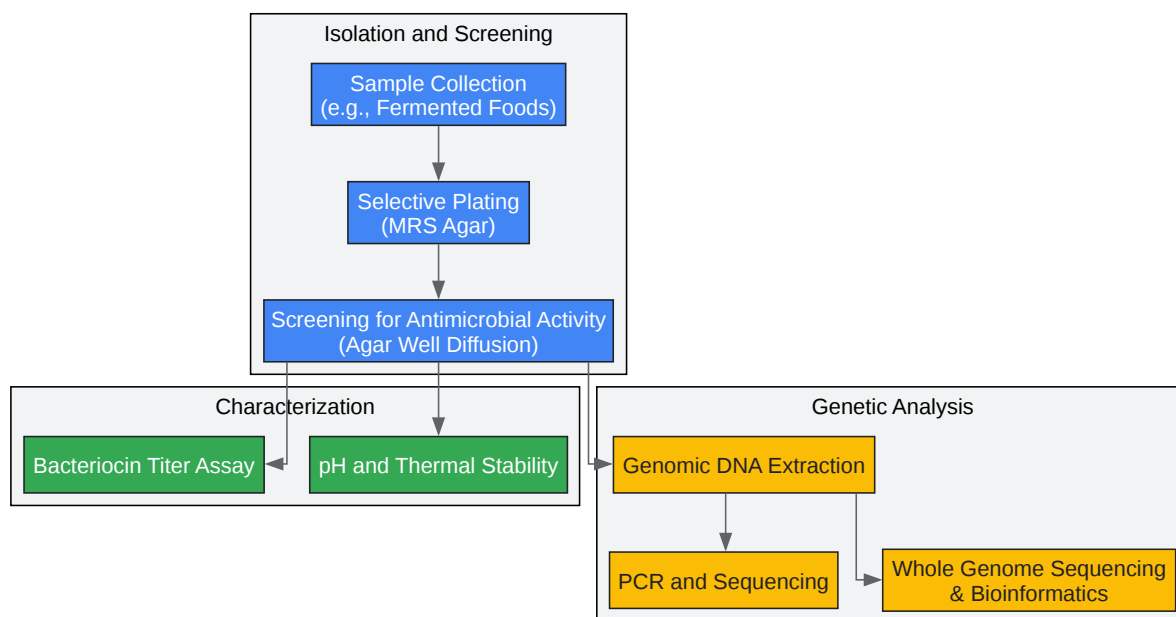 Isolation and Screening
Sample Collection
(e.g., Fermented Foods)
Selective Plating
(MRS Agar)
Screening for Antimicrobial Activity
(Agar Well Diffusion)
Characterization
Bacteriocin Titer Assay
pH and Thermal Stability
Genetic Analysis
Genomic DNA Extraction
PCR and Sequencing
Whole Genome Sequencing
& Bioinformatics